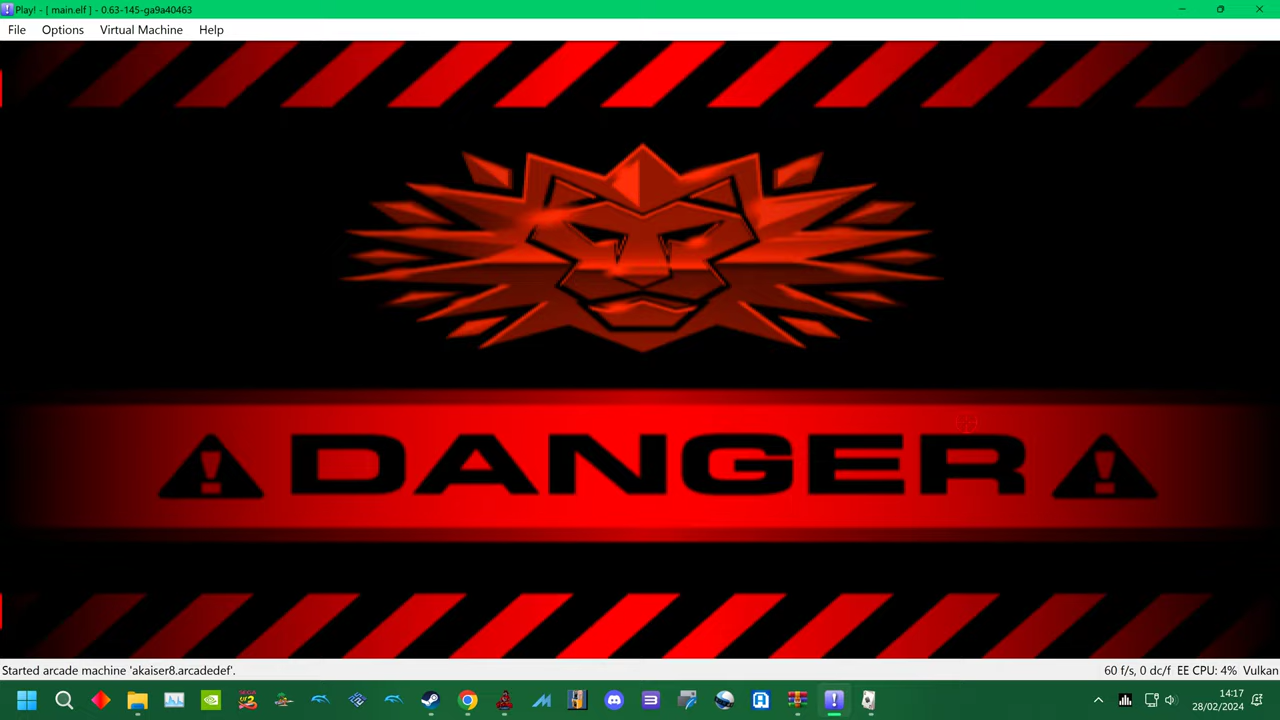 Play! - [ main.elf ] - 0.63-145-ga9a40463
File Options Virtual Machine Help
DANGER
Started arcade machine 'akaiser8.arcadedef'. 60 f/s, 0 dc/f EE CPU: 4% Vulkan
14:17
28/02/2024